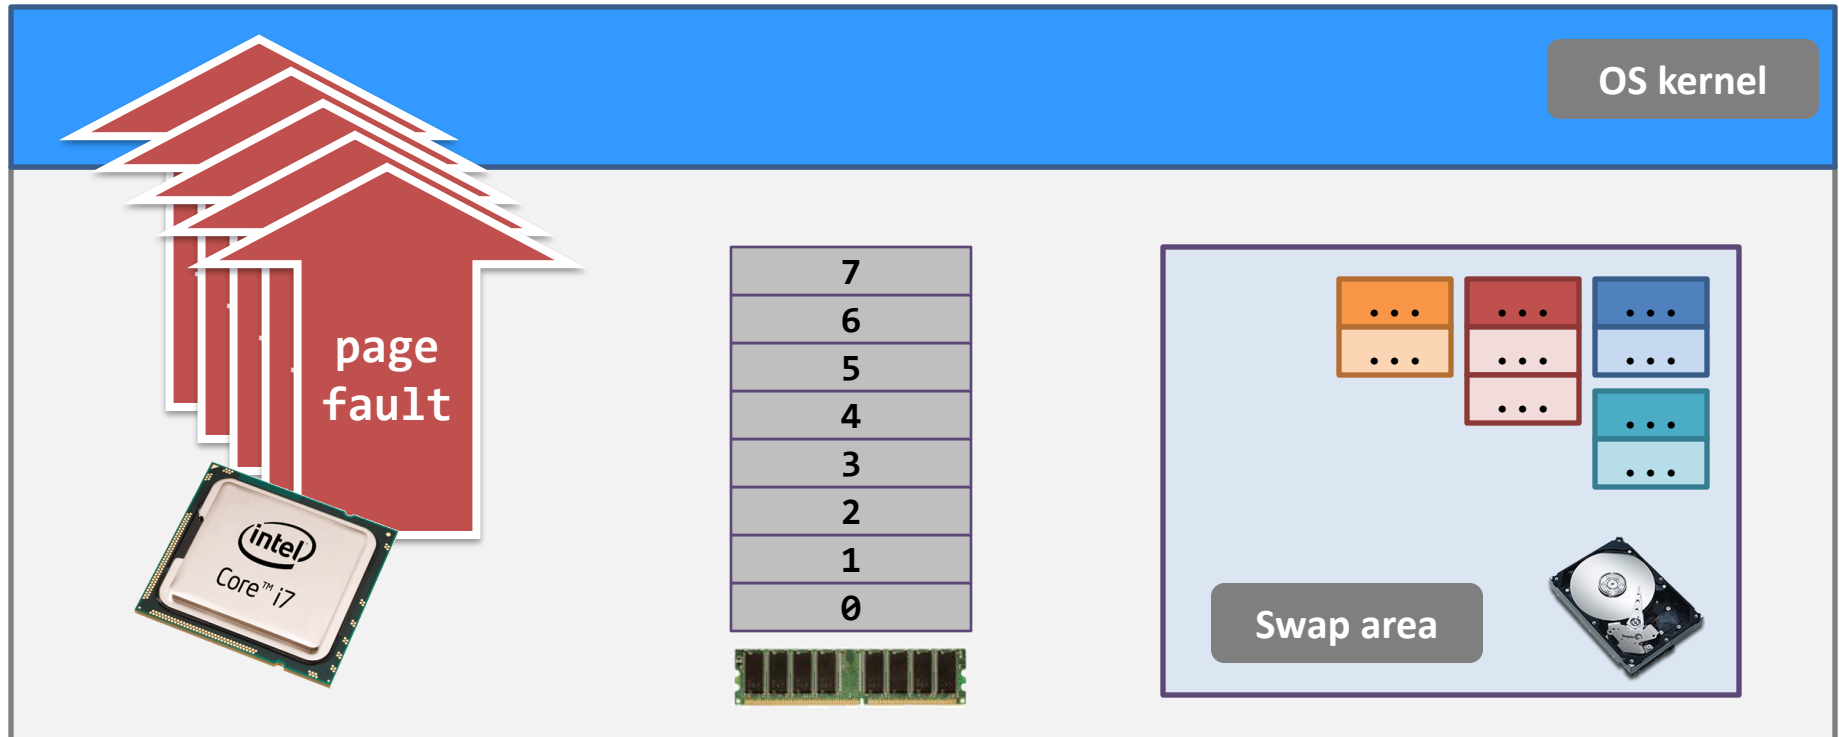 OS kernel
page
fault
7
6
5
4
3
2
1
0
... ... ...
... ... ...
...
...
...
intel
Core™ i7
Swap area